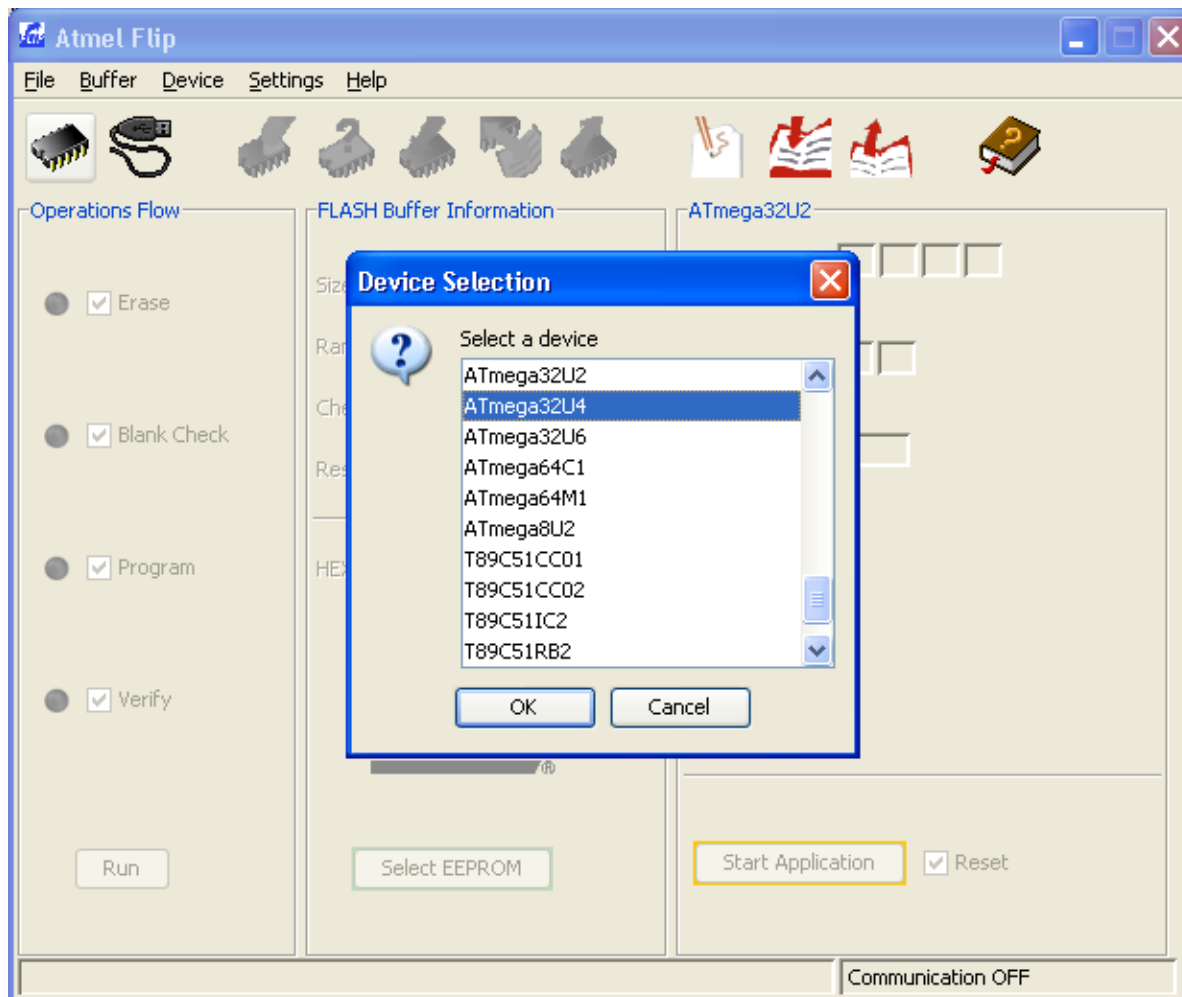 Atmel Flip
File Buffer Device Settings Help
Operations Flow
FLASH Buffer Information
ATmega32U2
Erase
Blank Check
Program
Verify
Run
HEX
Select EEPROM
Start Application
Reset
Device Selection
Select a device
ATmega32U2
ATmega32U4
ATmega32U6
ATmega64C1
ATmega64M1
ATmega8U2
T89C51CC01
T89C51CC02
T89C51IC2
T89C51RB2
OK Cancel
®
Communication OFF